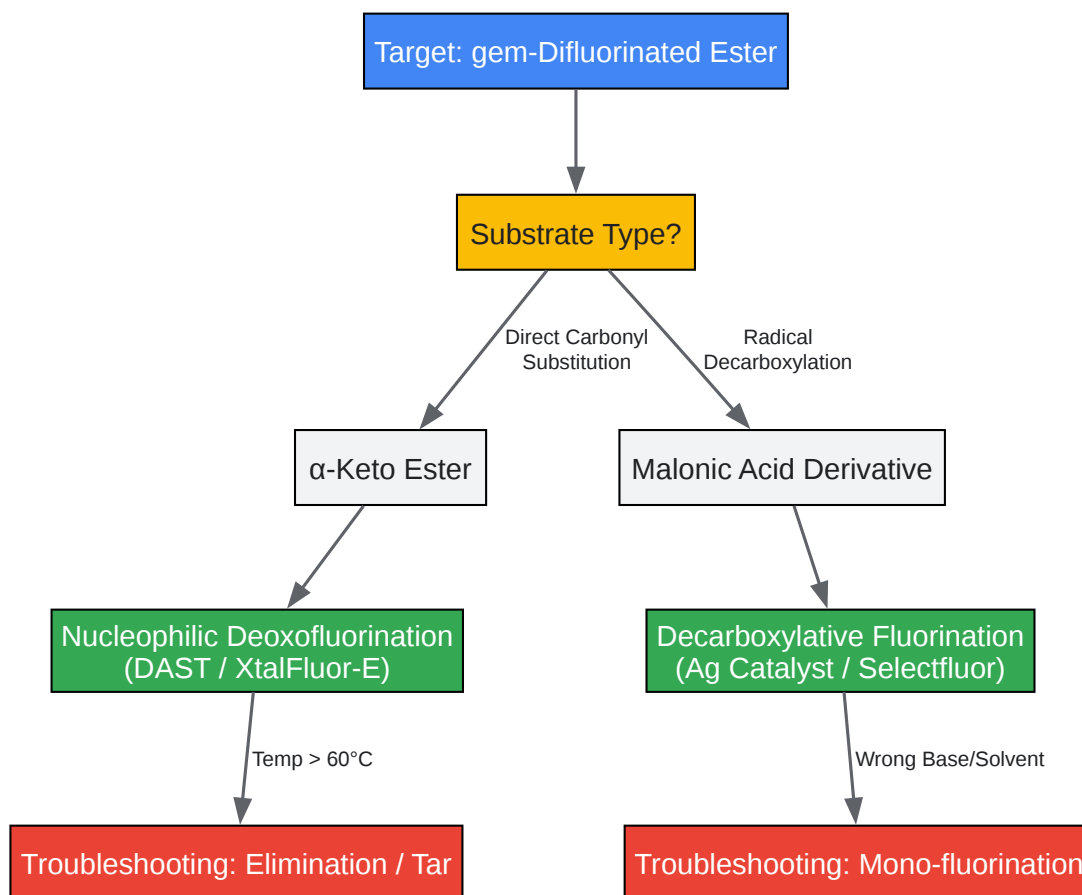 Target: gem-Difluorinated Ester
Substrate Type?
Direct Carbonyl
Substitution
Radical
Decarboxylation
α-Keto Ester
Malonic Acid Derivative
Nucleophilic Deoxofluorination
(DAST / XtalFluor-E)
Decarboxylative Fluorination
(Ag Catalyst / Selectfluor)
Temp > 60°C
Wrong Base/Solvent
Troubleshooting: Elimination / Tar
Troubleshooting: Mono-fluorination